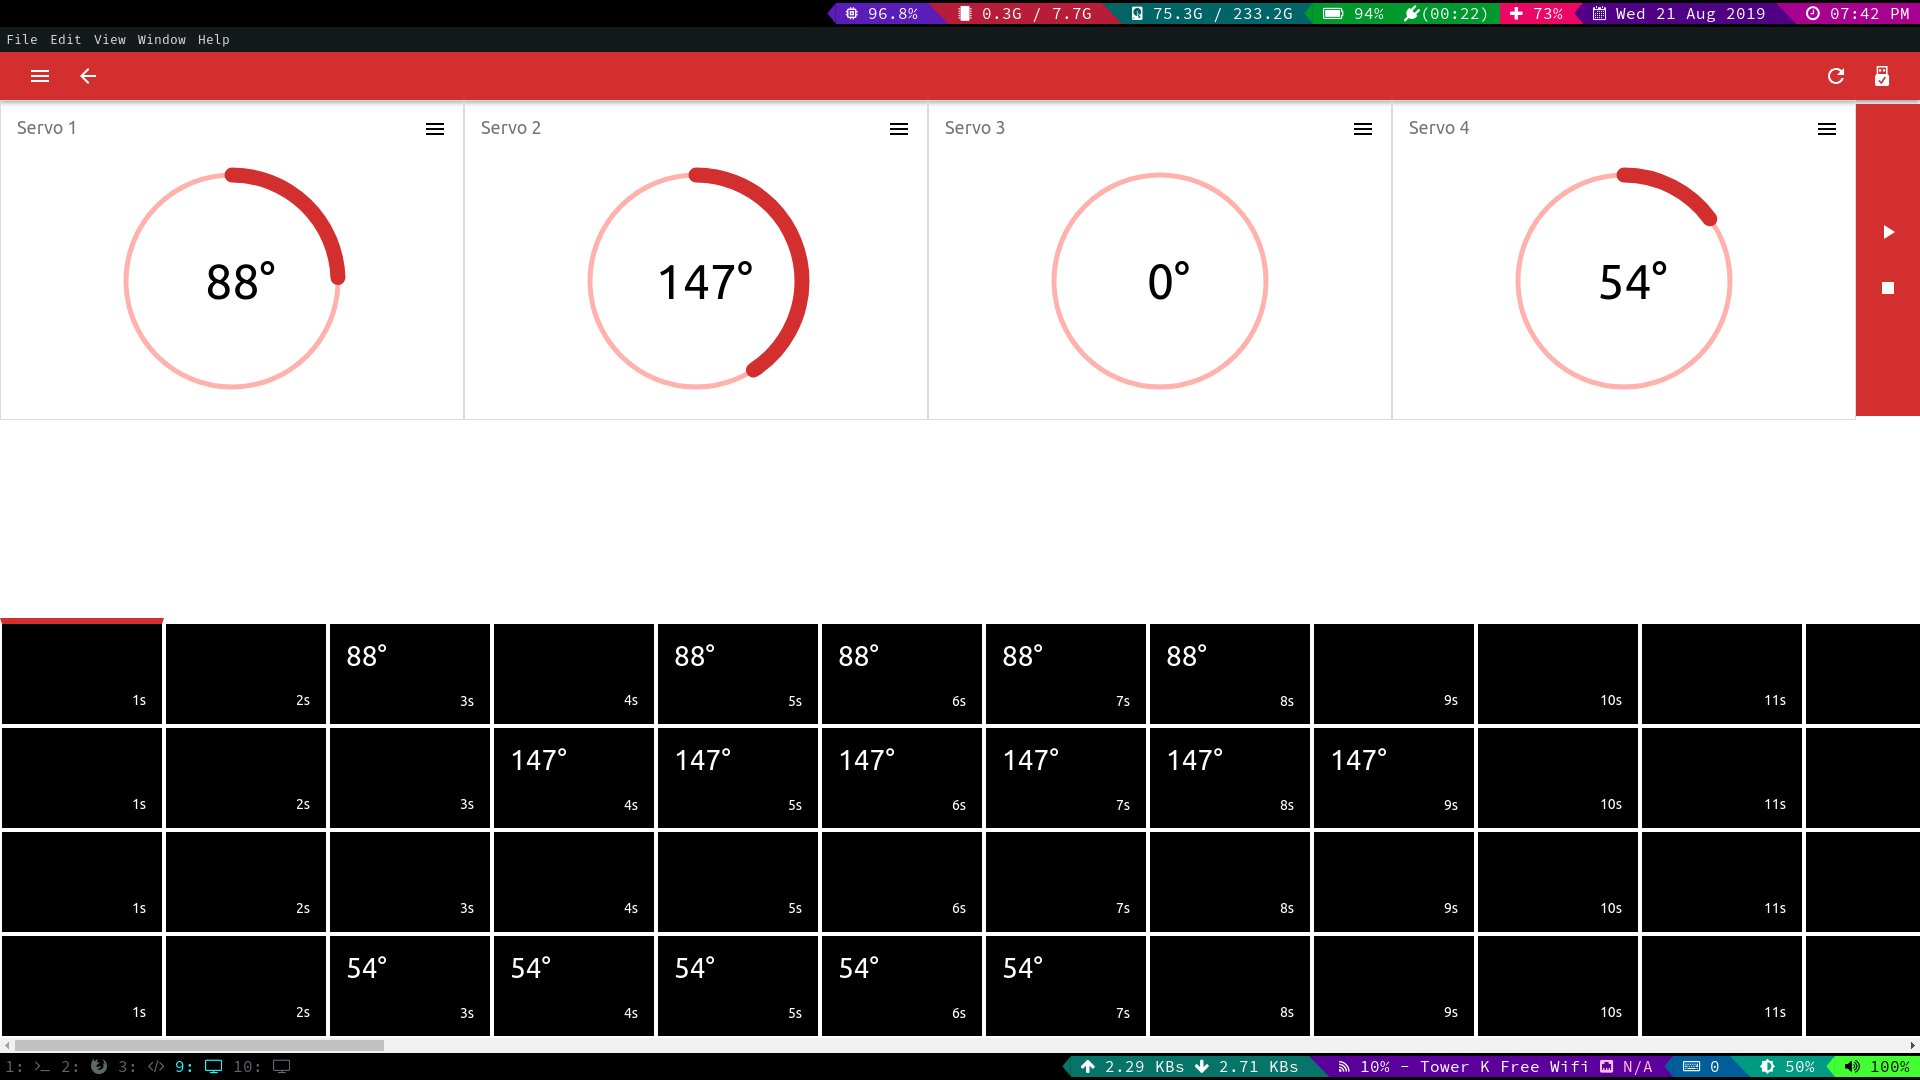 96.8% 0.3G / 7.7G 75.3G / 233.2G 94% (00:22) 73% Wed 21 Aug 2019 07:42 PM
File Edit View Window Help
Servo 1 Servo 2 Servo 3 Servo 4
88° 147° 0° 54°
88° 88° 88° 88° 88°
1s 2s 3s 4s 5s 6s 7s 8s 9s 10s 11s
147° 147° 147° 147° 147° 147°
1s 2s 3s 4s 5s 6s 7s 8s 9s 10s 11s
1s 2s 3s 4s 5s 6s 7s 8s 9s 10s 11s
54° 54° 54° 54° 54°
1s 2s 3s 4s 5s 6s 7s 8s 9s 10s 11s
1: 2: 3: 9: 10: 2.29 KBs 2.71 KBs 10% - Tower K Free Wifi N/A 0 50% 100%